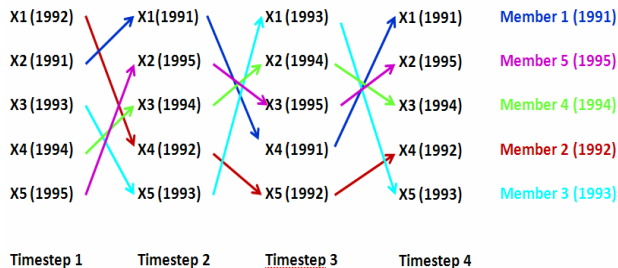 X1 (1992) X1(1991) X1 (1993) X1 (1991) Member 1 (1991)
X2 (1991) X2 (1995) X2 (1994) X2 (1995) Member 5 (1995)
X3 (1993) X3 (1994) X3 (1995) X3 (1994) Member 4 (1994)
X4 (1994) X4 (1992) X4 (1991) X4 (1992) Member 2 (1992)
X5 (1995) X5 (1993) X5 (1992) X5 (1993) Member 3 (1993)
Timestep 1 Timestep 2 Timestep 3 Timestep 4